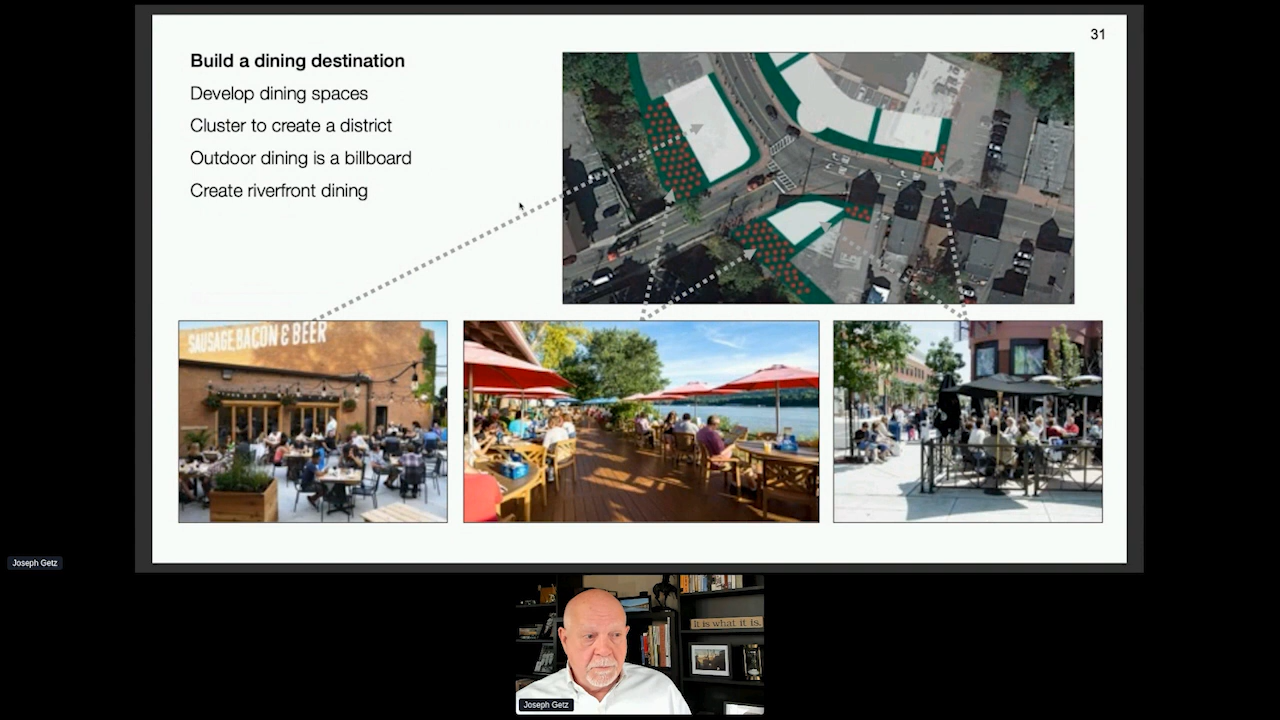 31
Build a dining destination
Develop dining spaces
Cluster to create a district
Outdoor dining is a billboard
Create riverfront dining
SAUSAGE, BACON & BEER
Joseph Getz
It is what it is.
Joseph Getz